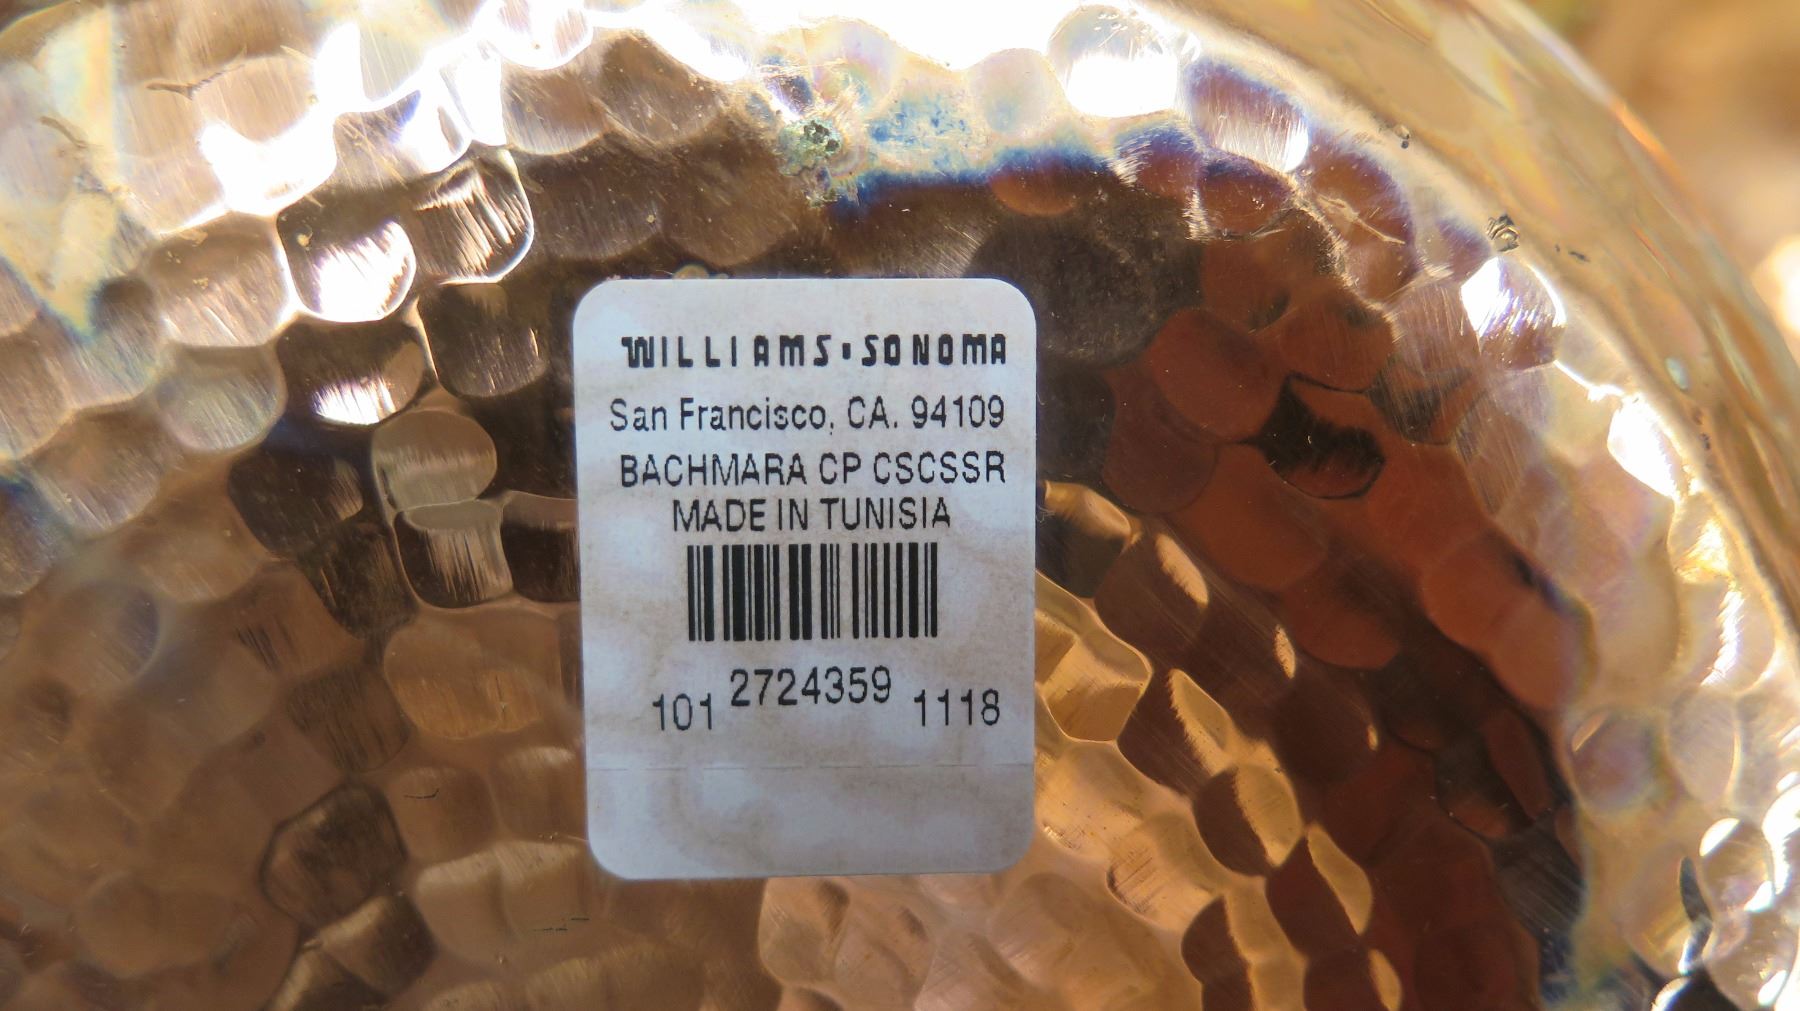 WILLIAMS·SONOMA
San Francisco, CA. 94109
BACHMARA CP CSCSSR
MADE IN TUNISIA
101 2724359 1118